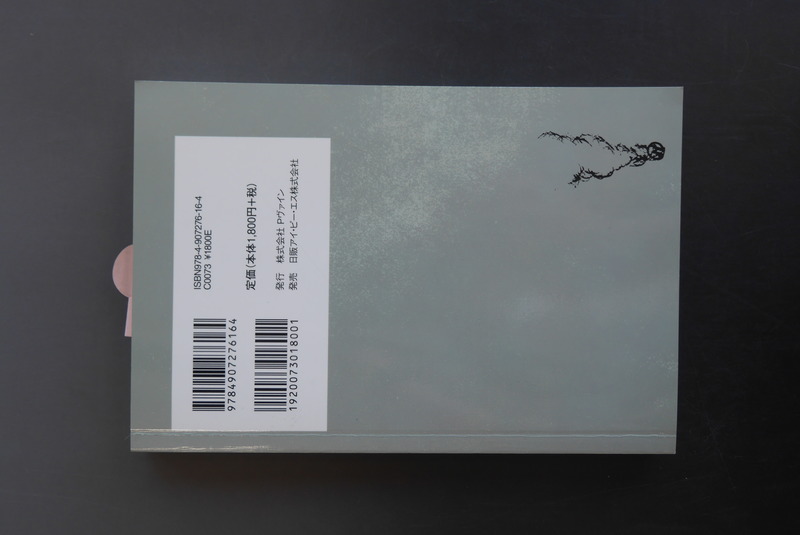 ISBN978-4-907276-16-4
C0073 ¥1800E
定価(本体1,800円+税)
発行 株式会社 Pヴァイン
発売 日販アイ・ピー・エス株式会社
9784907276164
1920073018001